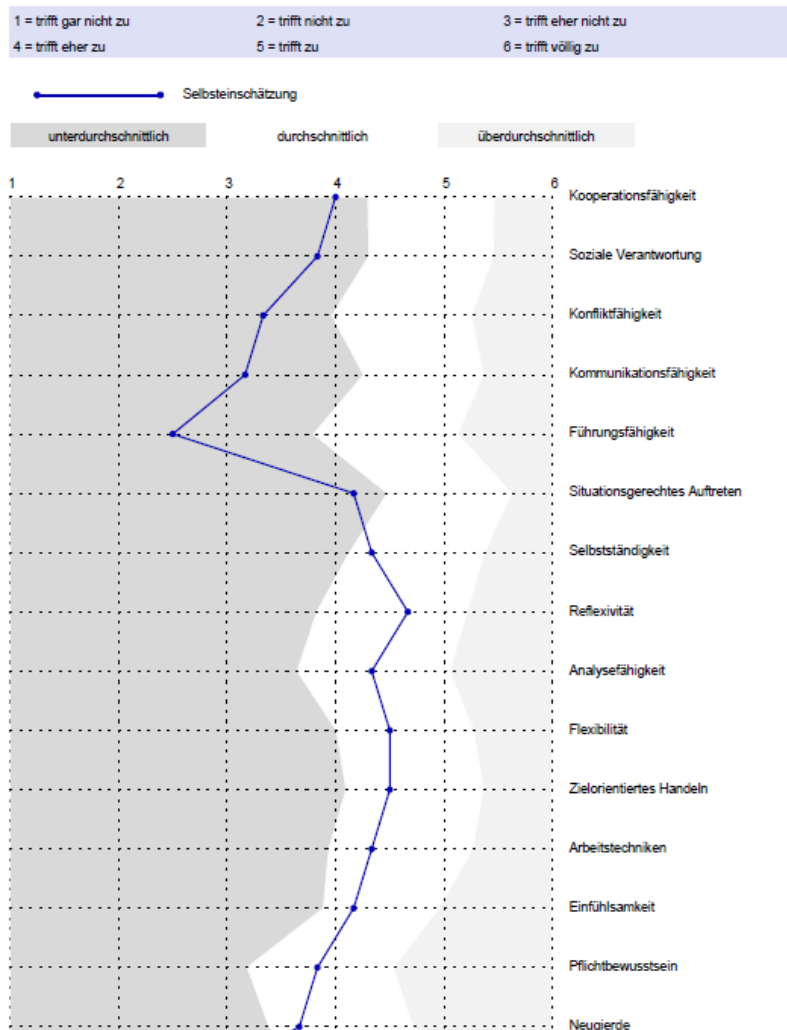 1 = trifft gar nicht zu 2 = trifft nicht zu 3 = trifft eher nicht zu
4 = trifft eher zu 5 = trifft zu 6 = trifft völlig zu
Selbsteinschätzung
unterdurchschnittlich durchschnittlich überdurchschnittlich
1 2 3 4 5 6
Kooperationsfähigkeit
Soziale Verantwortung
Konfliktfähigkeit
Kommunikationsfähigkeit
Führungsfähigkeit
Situationsgerechtes Auftreten
Selbstständigkeit
Reflexivität
Analysefähigkeit
Flexibilität
Zielorientiertes Handeln
Arbeitstechniken
Einfühlsamkeit
Pflichtbewusstsein
Neugierde